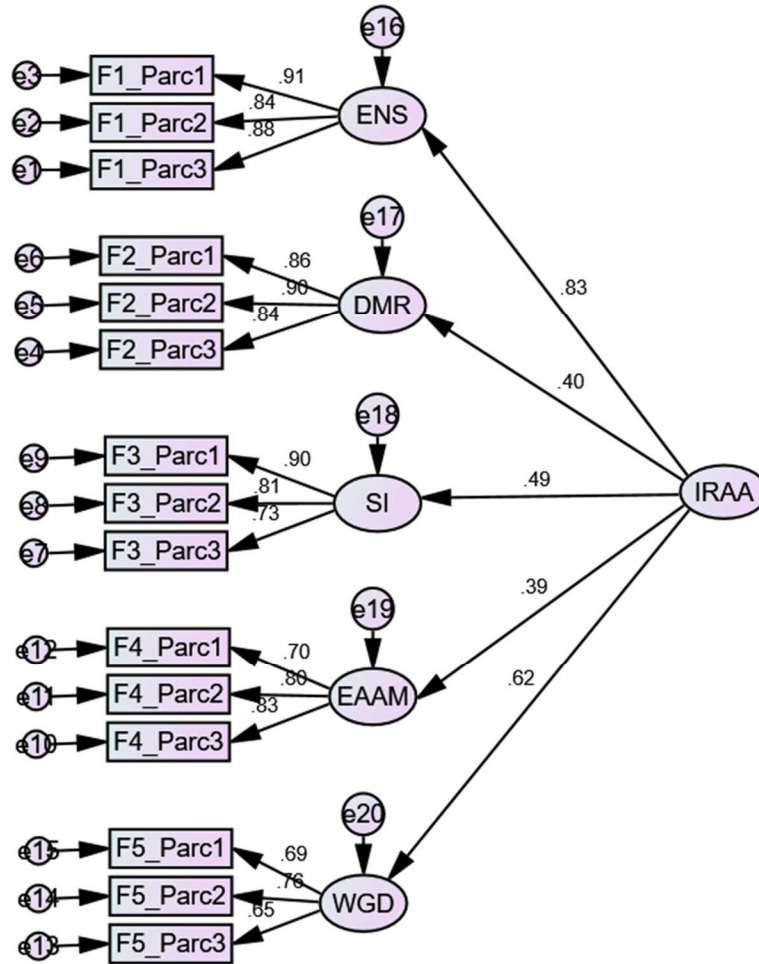 e16
e3 F1_Parc1 .91
e2 F1_Parc2 .84 ENS
e1 F1_Parc3 .88
e17
e6 F2_Parc1 .86 .83
e5 F2_Parc2 .90 DMR
e4 F2_Parc3 .84
.40
e18
e9 F3_Parc1 .90
e8 F3_Parc2 .81 SI .49 IRAA
e7 F3_Parc3 .73
e19 .39
e12 F4_Parc1 .70
e11 F4_Parc2 .80 EAAM .62
e10 F4_Parc3 .83
e20
e15 F5_Parc1 .69
e14 F5_Parc2 .76 WGD
e13 F5_Parc3 .65